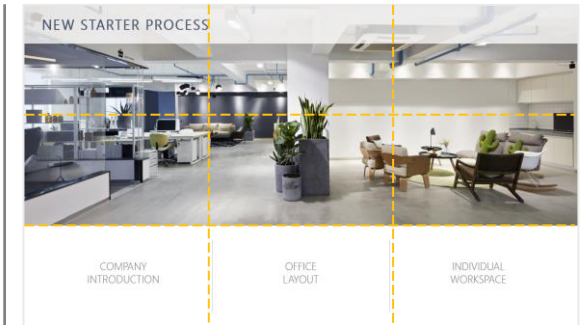 NEW STARTER PROCESS
COMPANY
INTRODUCTION
OFFICE
LAYOUT
INDIVIDUAL
WORKSPACE